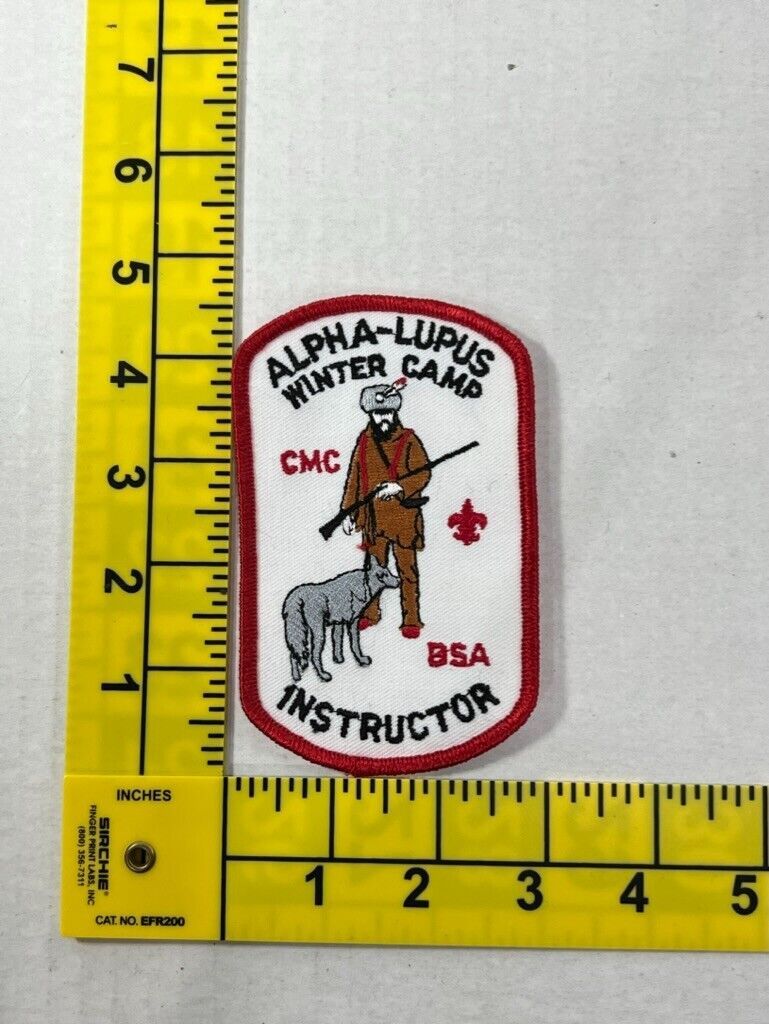 7
6
5
4
3
2
1
ALPHA-LUPUS
WINTER CAMP
CMC
BSA
INSTRUCTOR
INCHES
SIRCHIE®
FINGER PRINT LABS, INC
(800) 356-7311
CAT. NO. EFR200
1 2 3 4 5